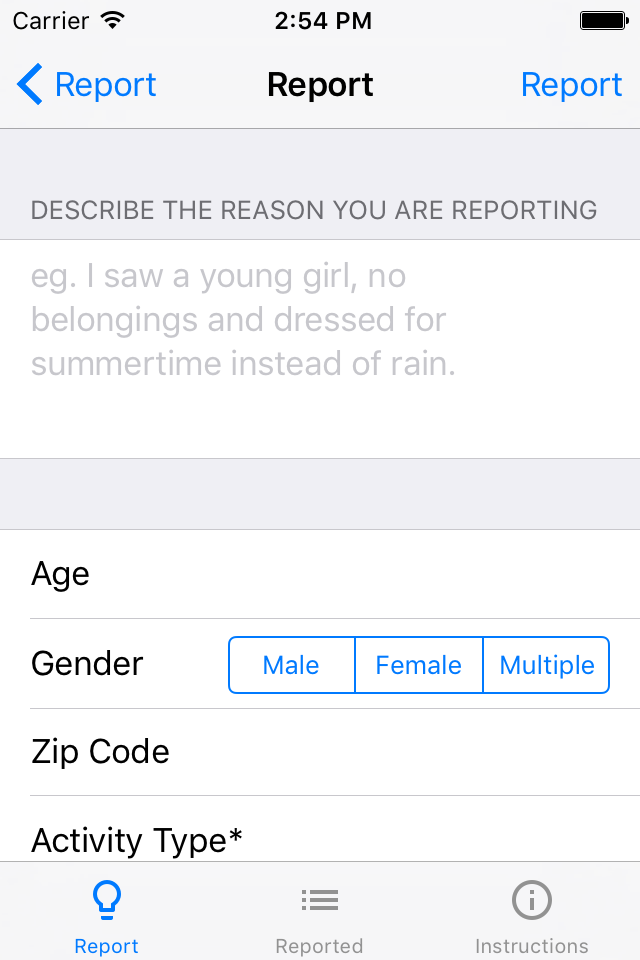 Carrier 2:54 PM
Report Report Report
DESCRIBE THE REASON YOU ARE REPORTING
eg. I saw a young girl, no
belongings and dressed for
summertime instead of rain.
Age
Gender Male Female Multiple
Zip Code
Activity Type*
Report Reported Instructions